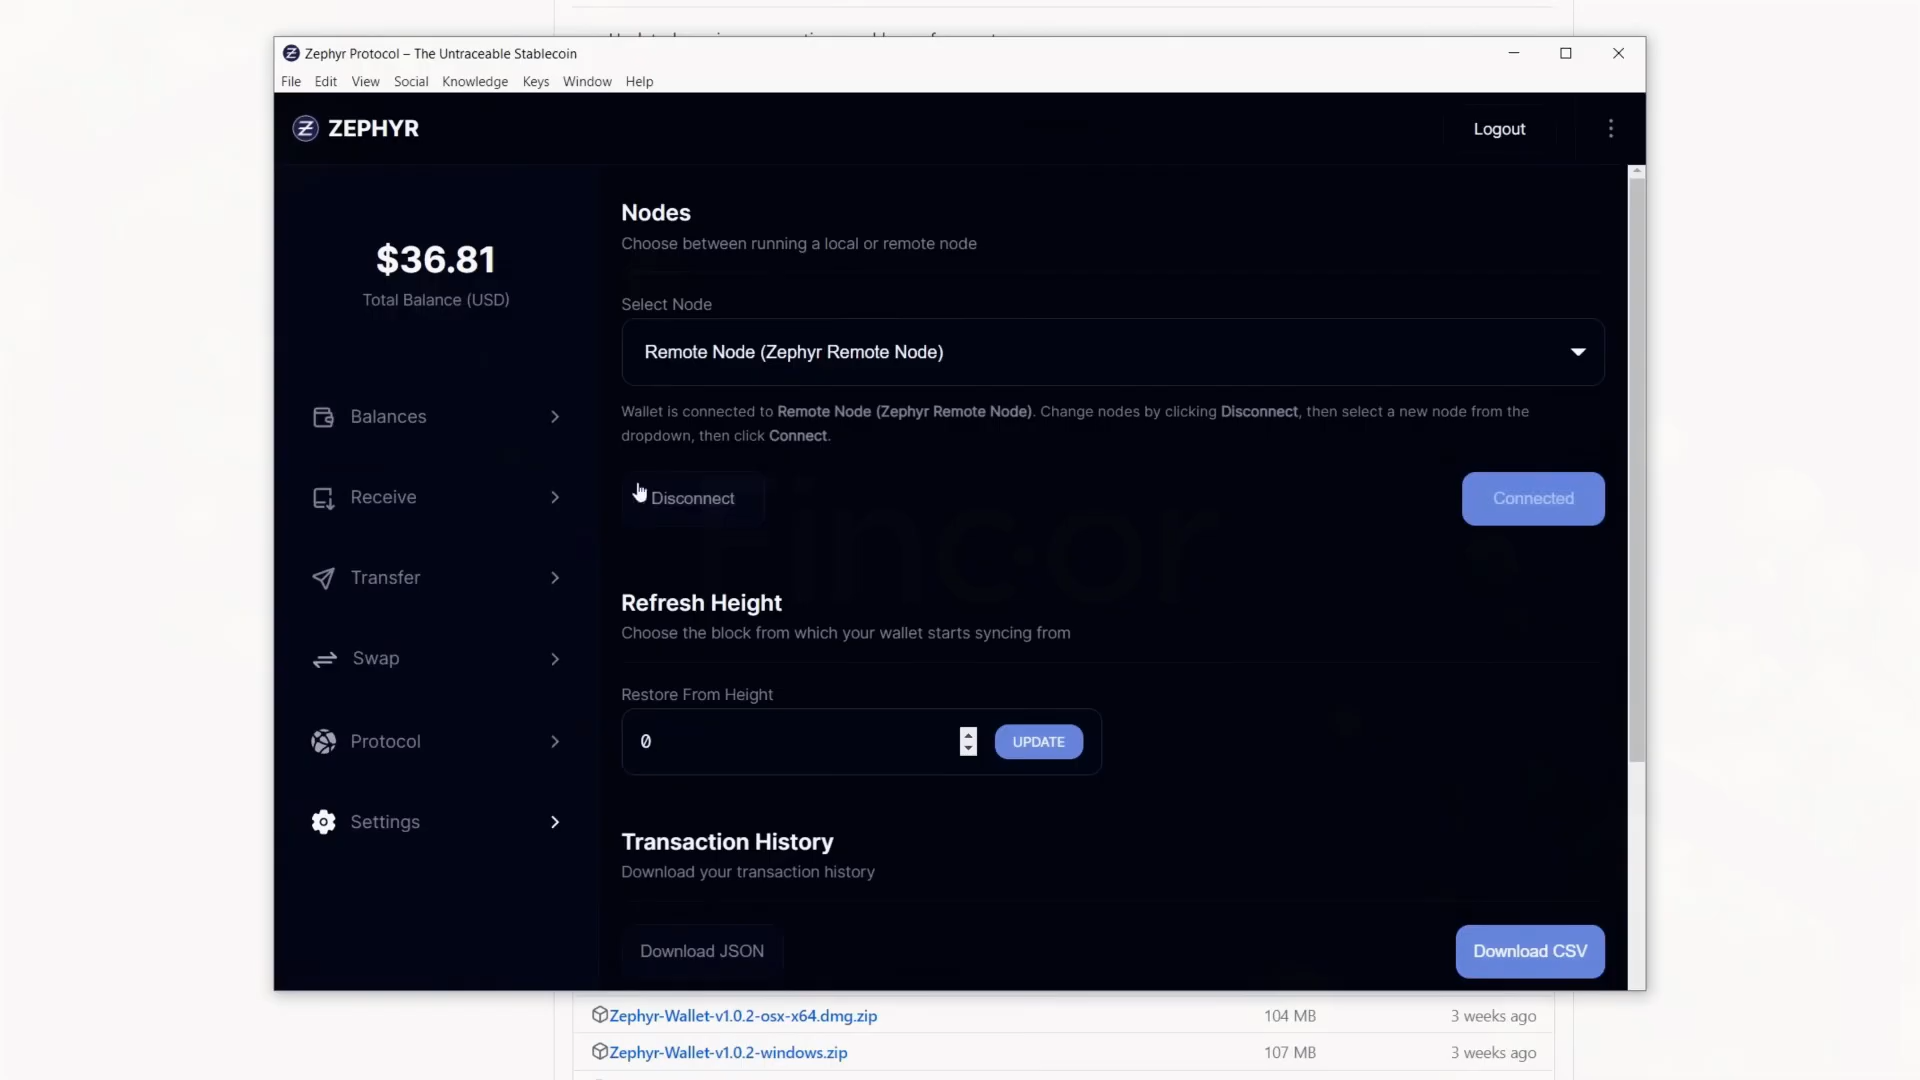 Zephyr Protocol – The Untraceable Stablecoin
File Edit View Social Knowledge Keys Window Help
ZEPHYR
Logout
$36.81
Total Balance (USD)
Balances
Receive
Transfer
Swap
Protocol
Settings
Nodes
Choose between running a local or remote node
Select Node
Remote Node (Zephyr Remote Node)
Wallet is connected to Remote Node (Zephyr Remote Node). Change nodes by clicking Disconnect, then select a new node from the
dropdown, then click Connect.
Disconnect
Connected
Refresh Height
Choose the block from which your wallet starts syncing from
Restore From Height
0
UPDATE
Transaction History
Download your transaction history
Download JSON
Download CSV
Zephyr-Wallet-v1.0.2-osx-x64.dmg.zip 104 MB 3 weeks ago
Zephyr-Wallet-v1.0.2-windows.zip 107 MB 3 weeks ago